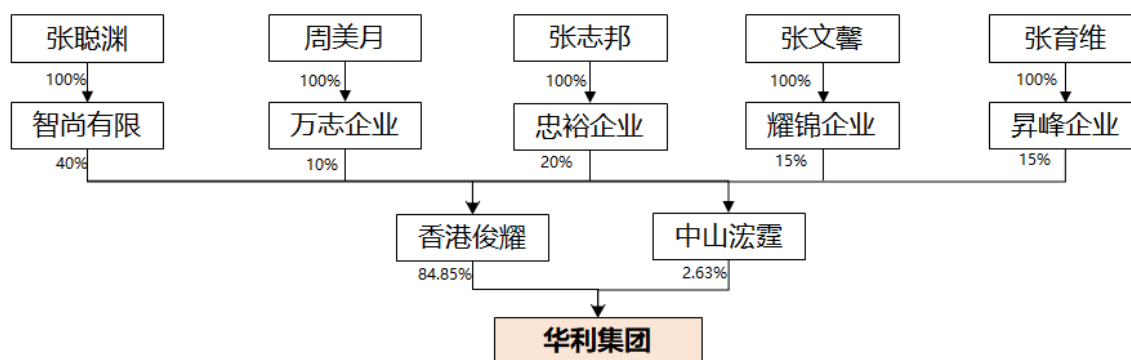 张聪渊 周美月 张志邦 张文馨 张育维
100% 100% 100% 100% 100%
智尚有限 万志企业 忠裕企业 耀锦企业 昇峰企业
40% 10% 20% 15% 15%
香港俊耀 中山浤霆
84.85% 2.63%
华利集团